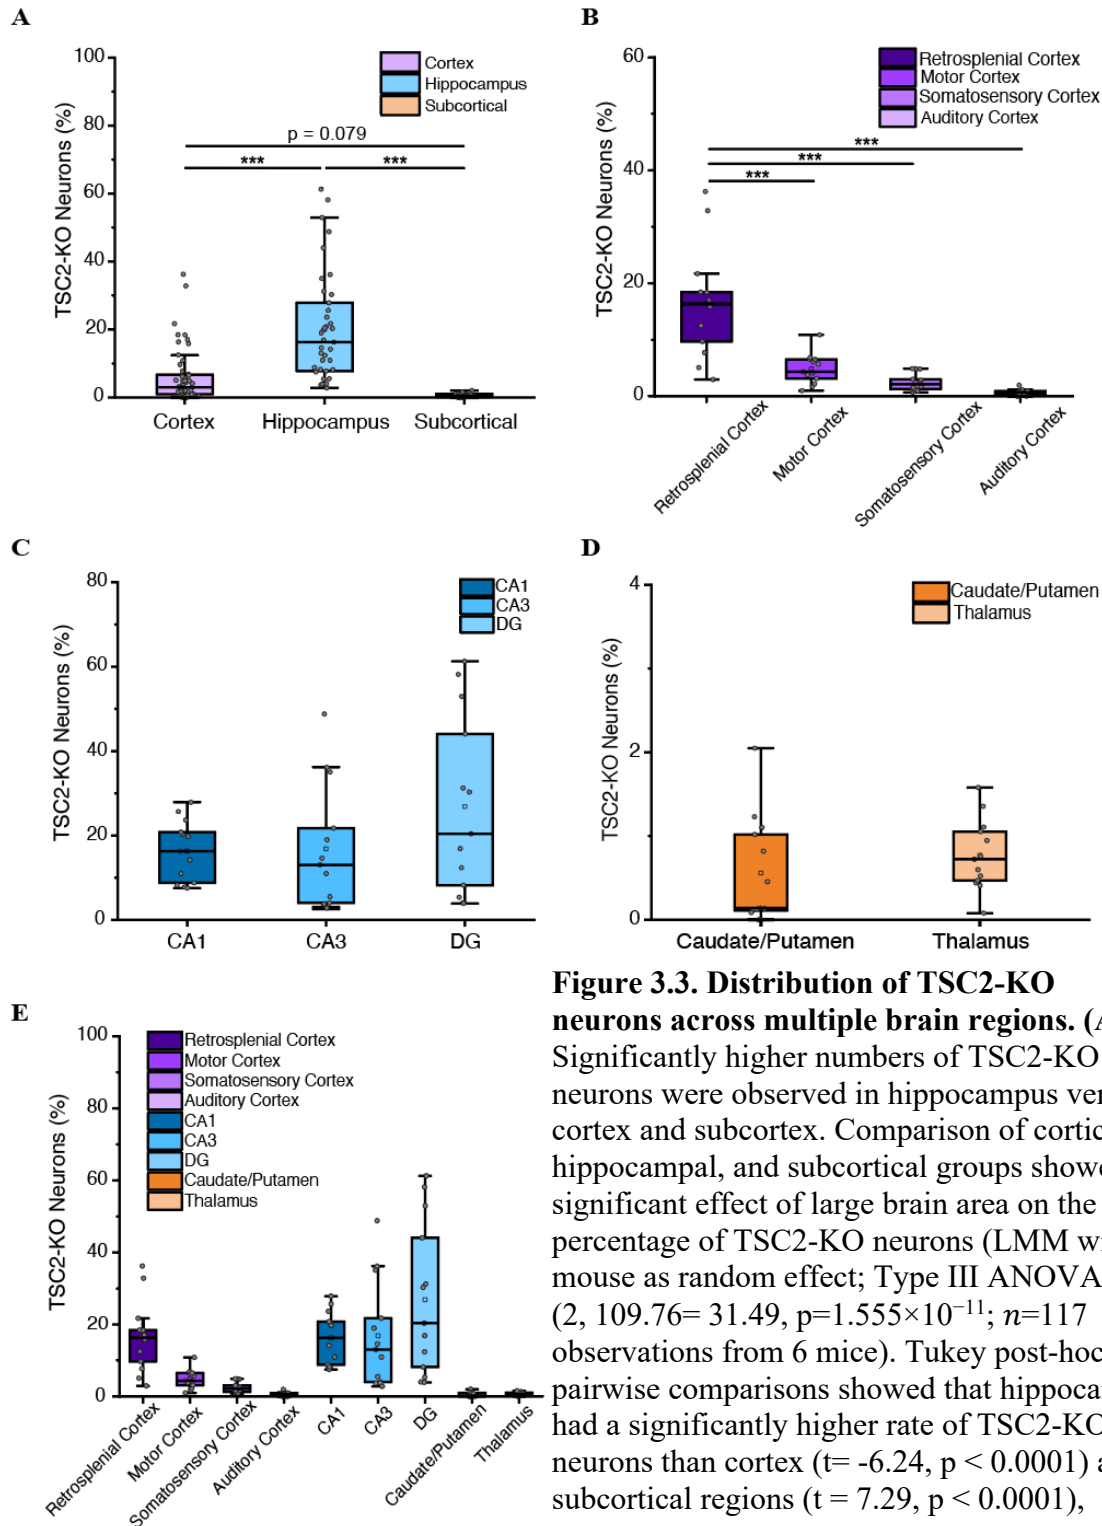 A
TSC2-KO Neurons (%)
100
80
60
40
20
0
Cortex
Hippocampus
Subcortical
p = 0.079
***
***
Cortex
Hippocampus
Subcortical
B
TSC2-KO Neurons (%)
60
40
20
0
Retrosplenial Cortex
Motor Cortex
Somatosensory Cortex
Auditory Cortex
***
***
***
Retrosplenial Cortex
Motor Cortex
Somatosensory Cortex
Auditory Cortex
C
TSC2-KO Neurons (%)
80
60
40
20
0
CA1
CA3
DG
CA1
CA3
DG
D
TSC2-KO Neurons (%)
4
2
0
Caudate/Putamen
Thalamus
Caudate/Putamen
Thalamus
E
TSC2-KO Neurons (%)
100
80
60
40
20
0
Retrosplenial Cortex
Motor Cortex
Somatosensory Cortex
Auditory Cortex
CA1
CA3
DG
Caudate/Putamen
Thalamus
Retrosplenial Cortex
Motor Cortex
Somatosensory Cortex
Auditory Cortex
CA1
CA3
DG
Caudate/Putamen
Thalamus
Figure 3.3. Distribution of TSC2-KO
neurons across multiple brain regions. (A
Significantly higher numbers of TSC2-KO
neurons were observed in hippocampus ver
cortex and subcortex. Comparison of cortic
hippocampal, and subcortical groups showe
significant effect of large brain area on the
percentage of TSC2-KO neurons (LMM wi
mouse as random effect; Type III ANOVA
(2, 109.76= 31.49, p=1.555×10⁻¹¹; n=117
observations from 6 mice). Tukey post-hoc
pairwise comparisons showed that hippocam
had a significantly higher rate of TSC2-KO
neurons than cortex (t= -6.24, p < 0.0001) a
subcortical regions (t = 7.29, p < 0.0001),